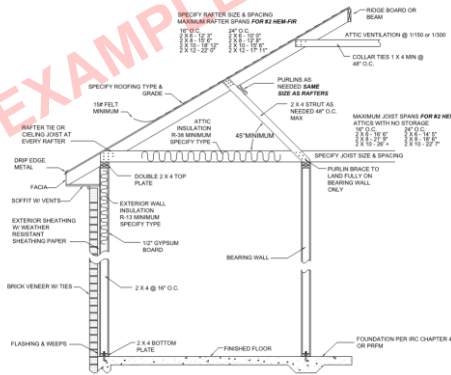 EXAMPLE
SPECIFY RAFTER SIZE & SPACING
MAXIMUM RAFTER SPANS FOR #2 HEM-FIR
16" O.C. 24" O.C.
2 X 6 - 12' 3" 2 X 6 - 10' 0"
2 X 8 - 15' 6" 2 X 8 - 12' 8"
2 X 10 - 18' 12" 2 X 10 - 15' 6"
2 X 12 - 22' 0" 2 X 12 - 17' 11"
RIDGE BOARD OR
BEAM
ATTIC VENTILATION @ 1/150 or 1/300
COLLAR TIES 1 X 4 MIN @
48" O.C.
SPECIFY ROOFING TYPE &
GRADE
PURLINS AS
NEEDED SAME
SIZE AS RAFTERS
15# FELT
MINIMUM
2 X 4 STRUT AS
NEEDED 48" O.C.
MAX
MAXIMUM JOIST SPANS FOR #2 HE
ATTICS WITH NO STORAGE
16" O.C. 24" O.C.
2 X 6 - 16' 6" 2 X 6 - 14' 5"
2 X 8 - 21' 9" 2 X 8 - 18' 6"
2 X 10 - 26' + 2 X 10 - 22' 7"
RAFTER TIE OR
CIELING JOIST AT
EVERY RAFTER
ATTIC
INSULATION
R-38 MINIMUM
SPECIFY TYPE
45° MINIMUM
SPECIFY JOIST SIZE & SPACING
DRIP EDGE
METAL
FACIA
SOFFIT W/ VENTS
DOUBLE 2 X 4 TOP
PLATE
PURLIN BRACE TO
LAND FULLY ON
BEARING WALL
ONLY
EXTERIOR SHEATHING
W/ WEATHER
RESISTANT
SHEATHING PAPER
EXTERIOR WALL
INSULATION
R-13 MINIMUM
SPECIFY TYPE
1/2" GYPSUM
BOARD
BEARING WALL
BRICK VENEER W/ TIES
2 X 4 @ 16" O.C.
FLASHING & WEEPS
2 X 4 BOTTOM
PLATE
FINISHED FLOOR
FOUNDATION PER IRC CHAPTER 4
OR PRFM